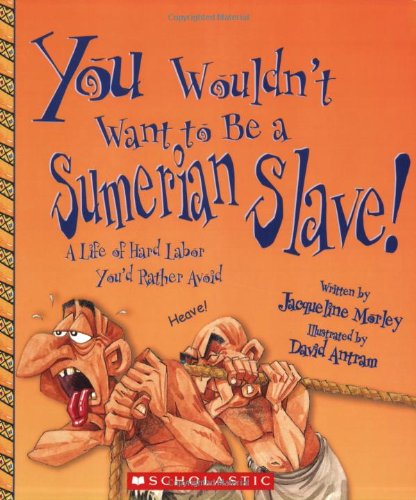 You Wouldn't
Want to Be a
Sumerian Slave!
A Life of Hard Labor
You'd Rather Avoid
Written by
Jacqueline Morley
Illustrated by
David Antram
Heave!
SCHOLASTIC